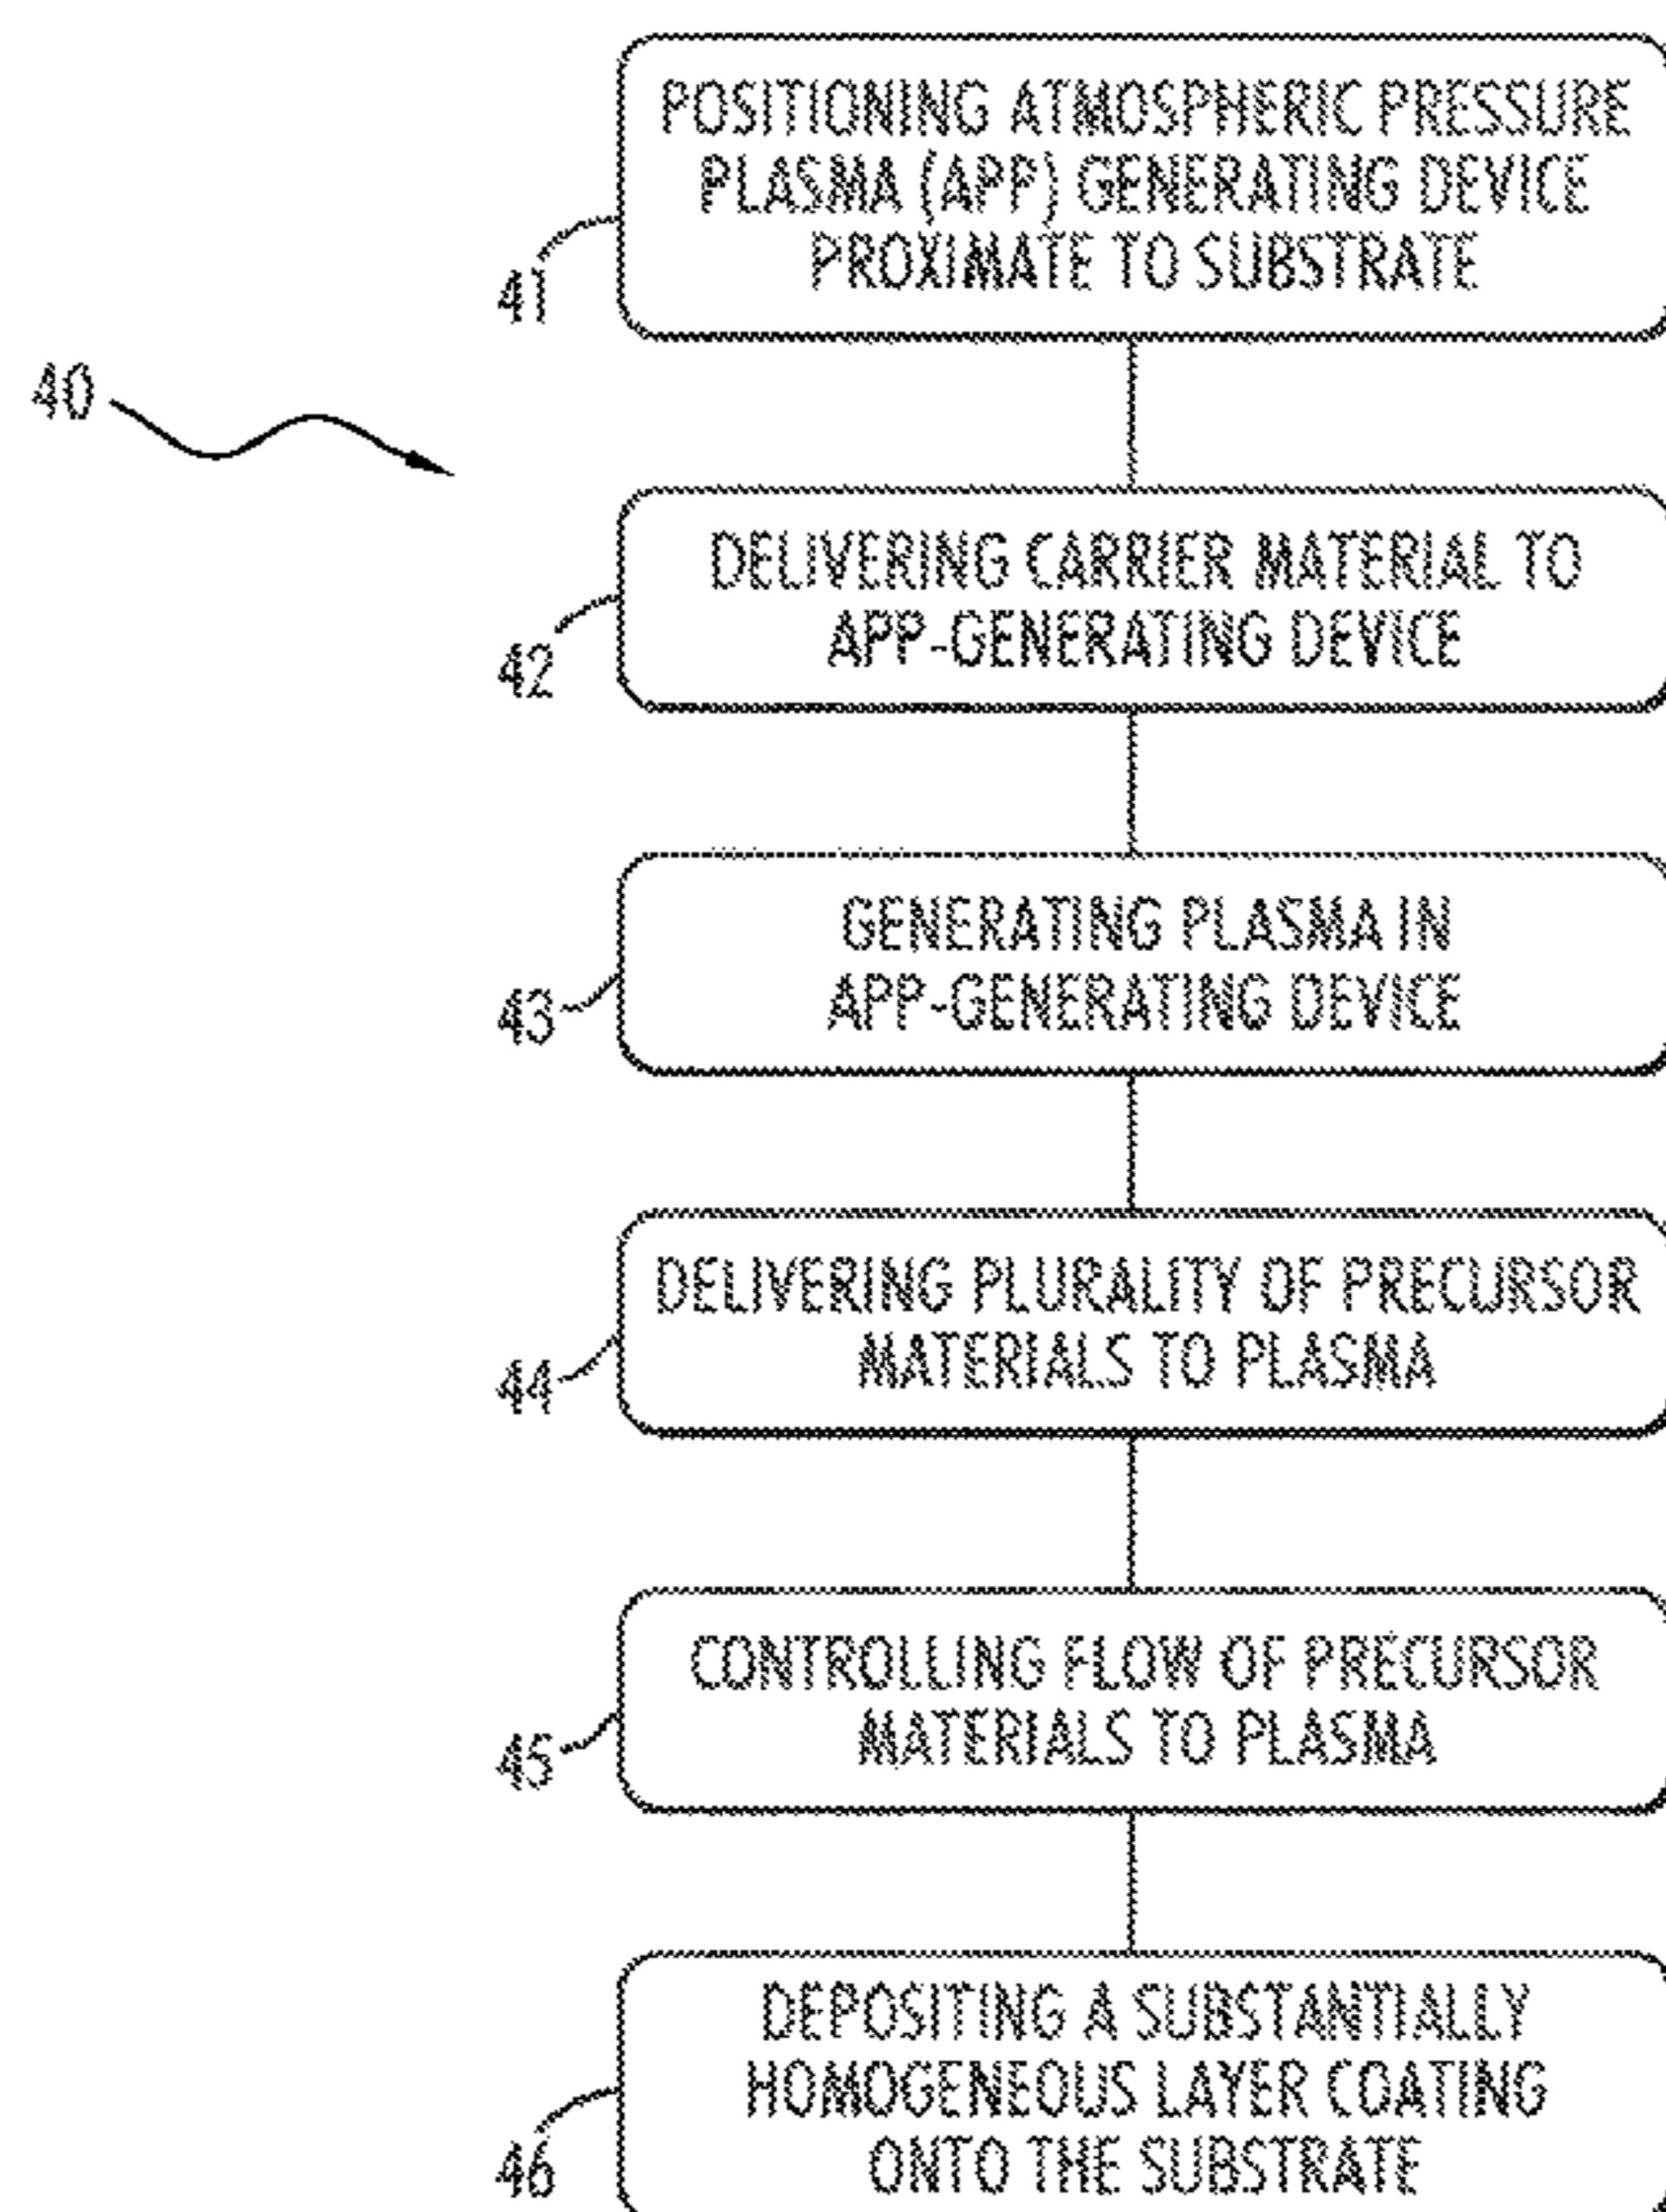 POSITIONING ATMOSPHERIC PRESSURE
PLASMA (APP) GENERATING DEVICE
PROXIMATE TO SUBSTRATE
41
40
DELIVERING CARRIER MATERIAL TO
APP-GENERATING DEVICE
42
GENERATING PLASMA IN
APP-GENERATING DEVICE
43
DELIVERING PLURALITY OF PRECURSOR
MATERIALS TO PLASMA
44
CONTROLLING FLOW OF PRECURSOR
MATERIALS TO PLASMA
45
DEPOSITING A SUBSTANTIALLY
HOMOGENEOUS LAYER COATING
ONTO THE SUBSTRATE
46